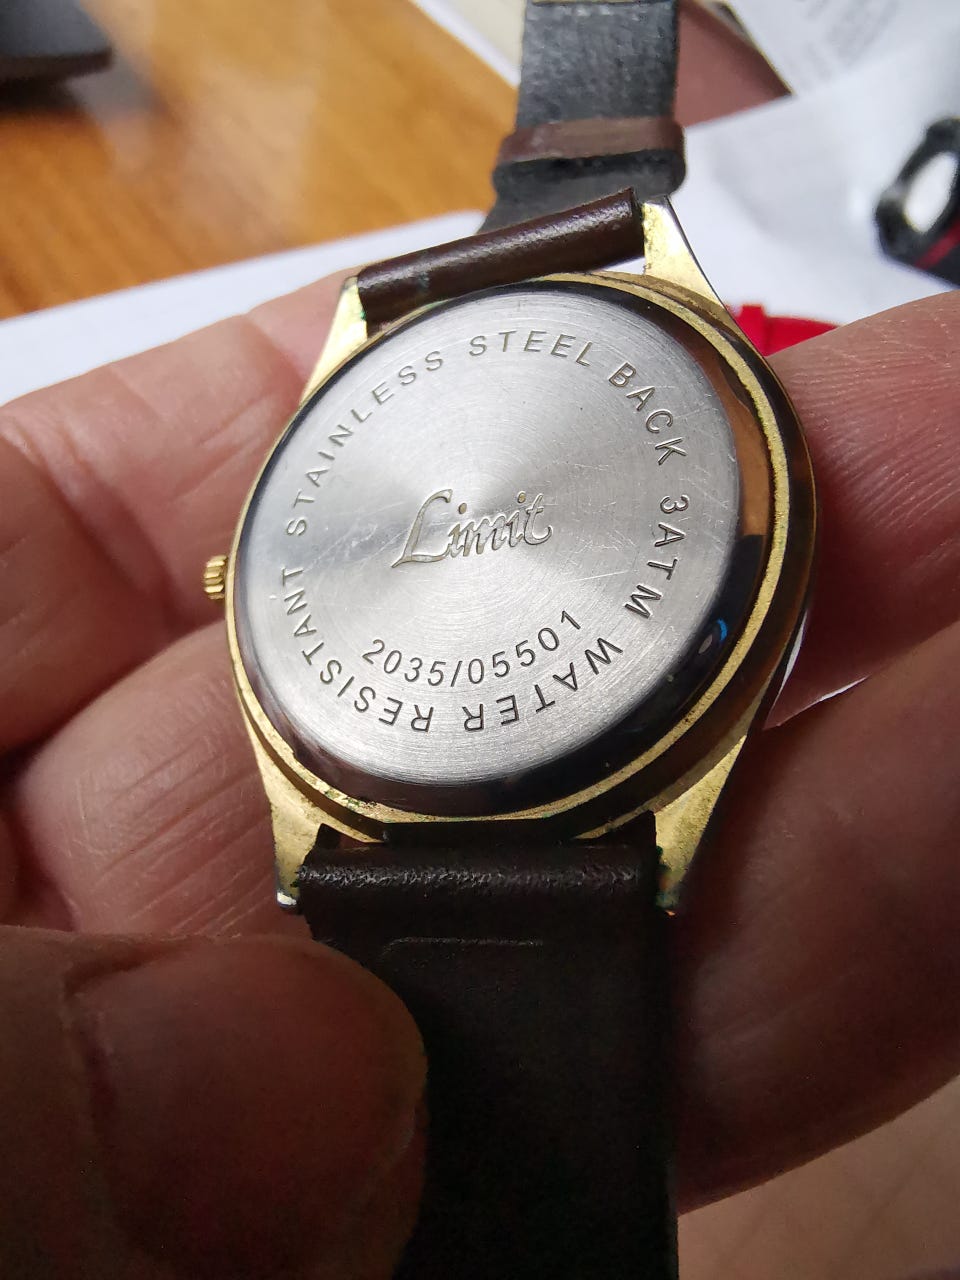 STAINLESS STEEL BACK 3ATM WATER RESISTANT
Limit
2035/05501